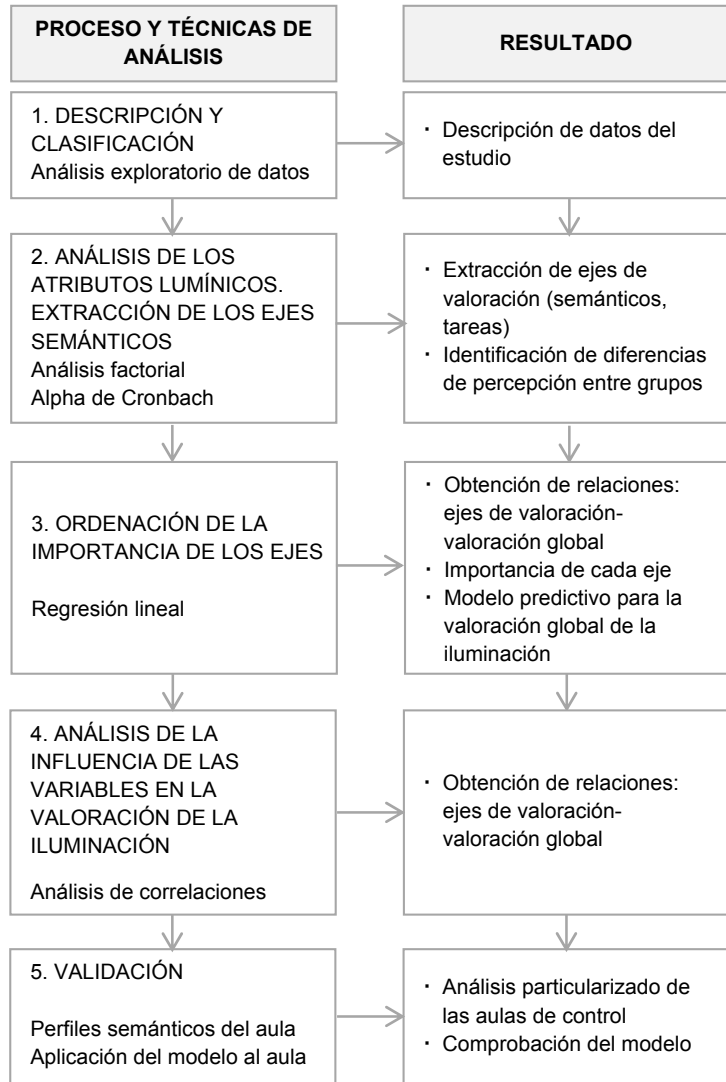 PROCESO Y TÉCNICAS DE
ANÁLISIS
RESULTADO
1. DESCRIPCIÓN Y
CLASIFICACIÓN
Análisis exploratorio de datos
· Descripción de datos del
estudio
2. ANÁLISIS DE LOS
ATRIBUTOS LUMÍNICOS.
EXTRACCIÓN DE LOS EJES
SEMÁNTICOS
Análisis factorial
Alpha de Cronbach
· Extracción de ejes de
valoración (semánticos,
tareas)
· Identificación de diferencias
de percepción entre grupos
3. ORDENACIÓN DE LA
IMPORTANCIA DE LOS EJES
Regresión lineal
· Obtención de relaciones:
ejes de valoración-
valoración global
· Importancia de cada eje
· Modelo predictivo para la
valoración global de la
iluminación
4. ANÁLISIS DE LA
INFLUENCIA DE LAS
VARIABLES EN LA
VALORACIÓN DE LA
ILUMINACIÓN
Análisis de correlaciones
· Obtención de relaciones:
ejes de valoración-
valoración global
5. VALIDACIÓN
Perfiles semánticos del aula
Aplicación del modelo al aula
· Análisis particularizado de
las aulas de control
· Comprobación del modelo